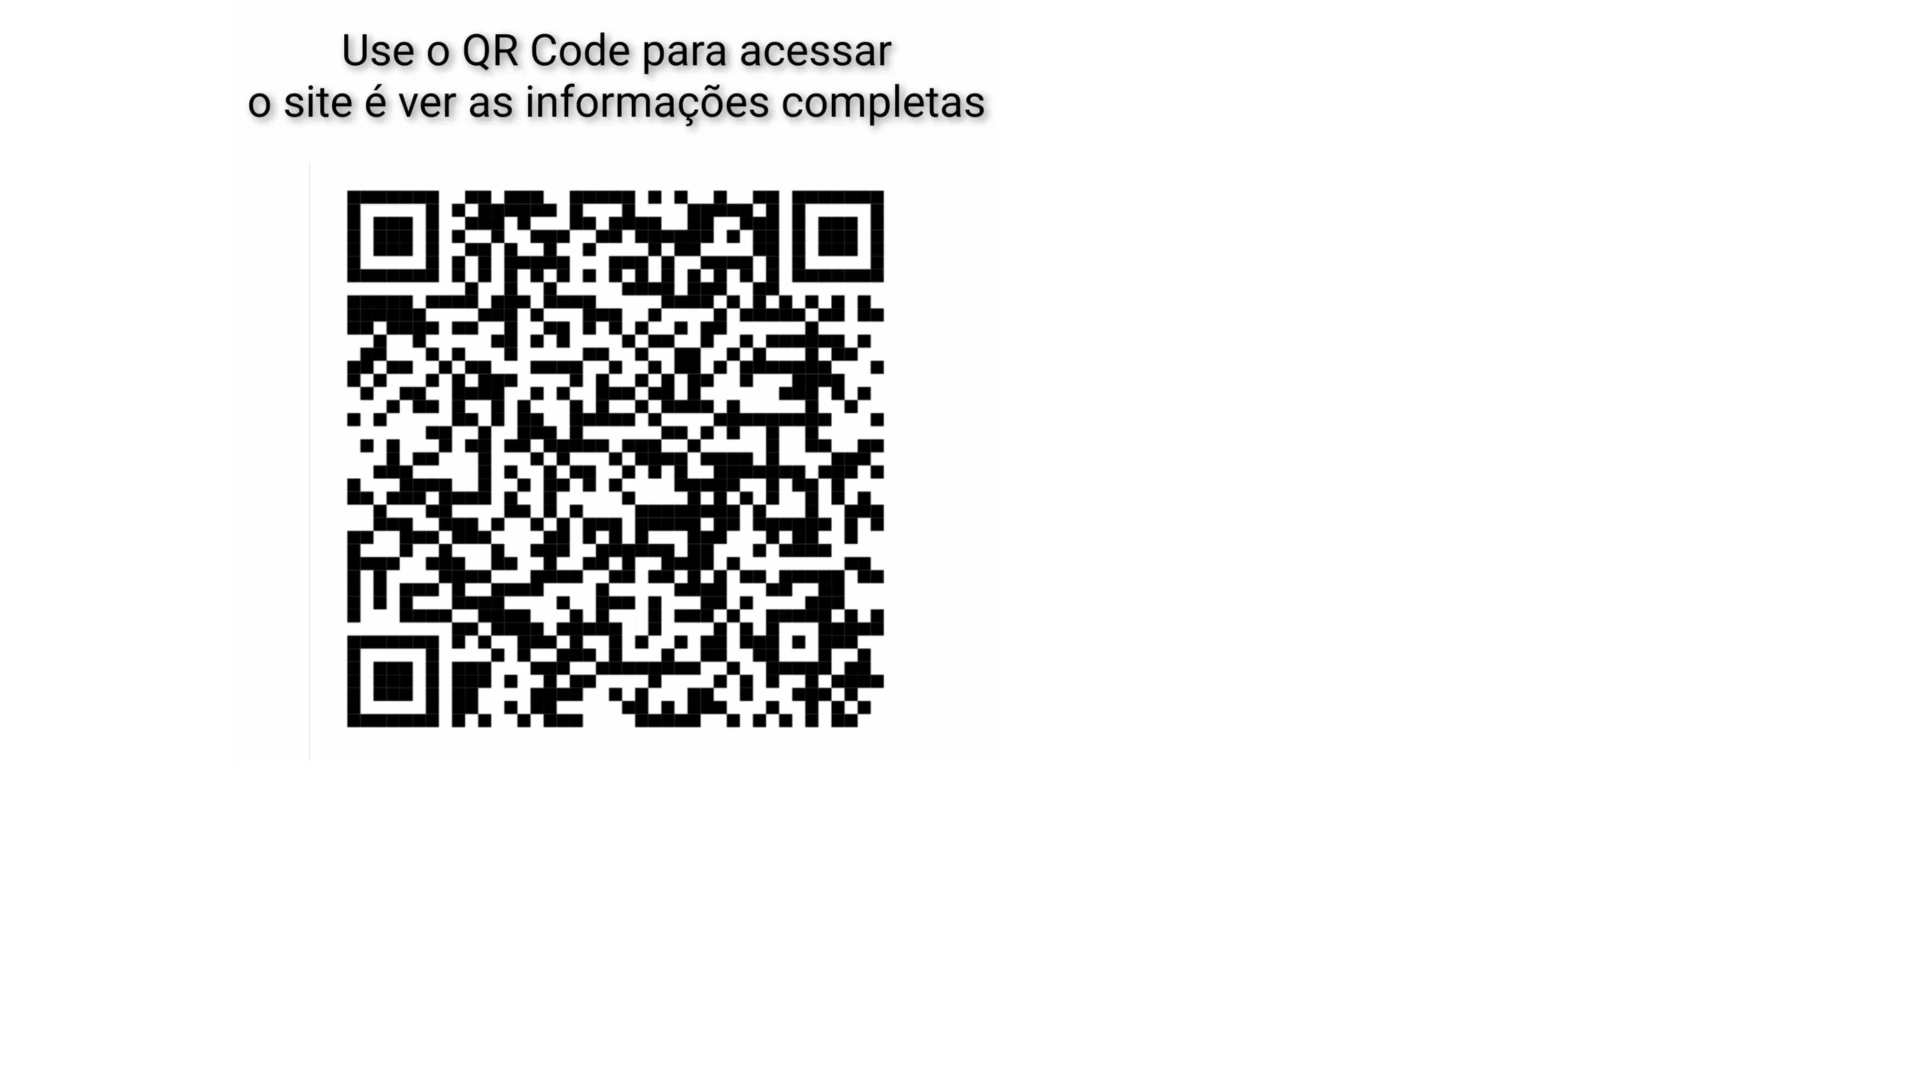 Use o QR Code para acessar
o site é ver as informações completas